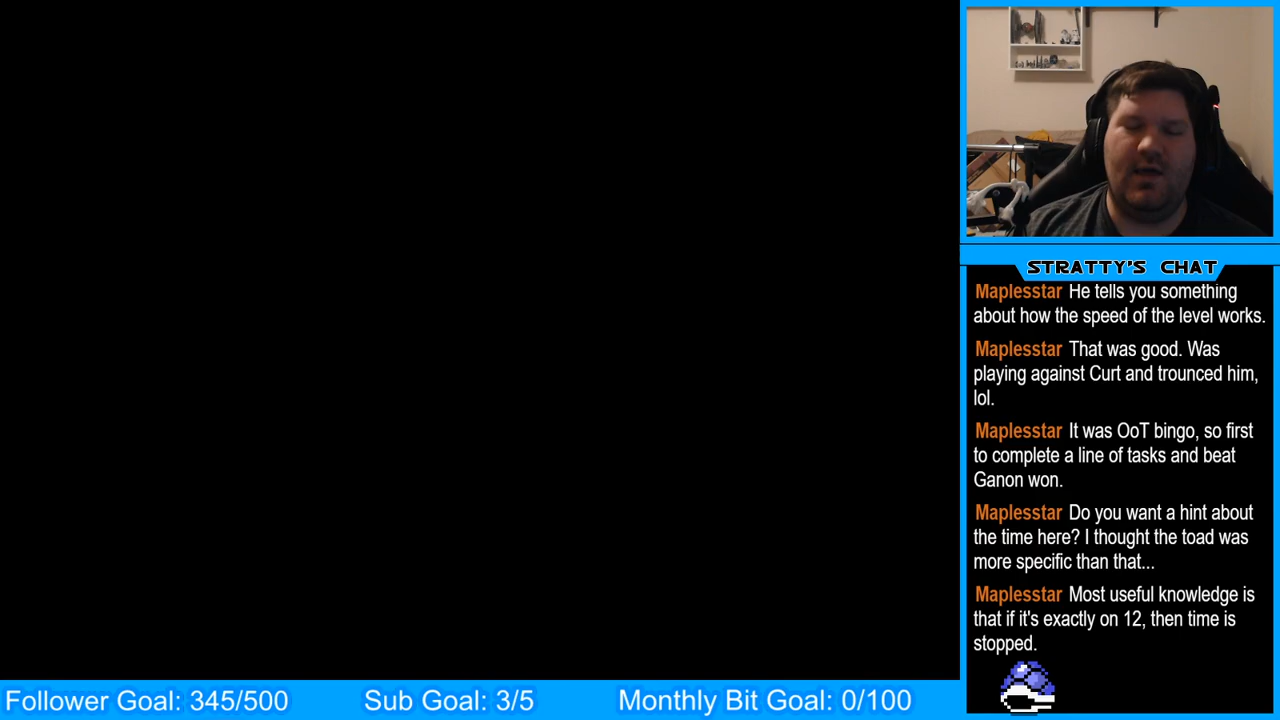 STRATTY'S CHAT
Maplesstar He tells you something
about how the speed of the level works.
Maplesstar That was good. Was
playing against Curt and trounced him,
lol.
Maplesstar It was OoT bingo, so first
to complete a line of tasks and beat
Ganon won.
Maplesstar Do you want a hint about
the time here? I thought the toad was
more specific than that...
Maplesstar Most useful knowledge is
that if it's exactly on 12, then time is
stopped.
Follower Goal: 345/500
Sub Goal: 3/5
Monthly Bit Goal: 0/100